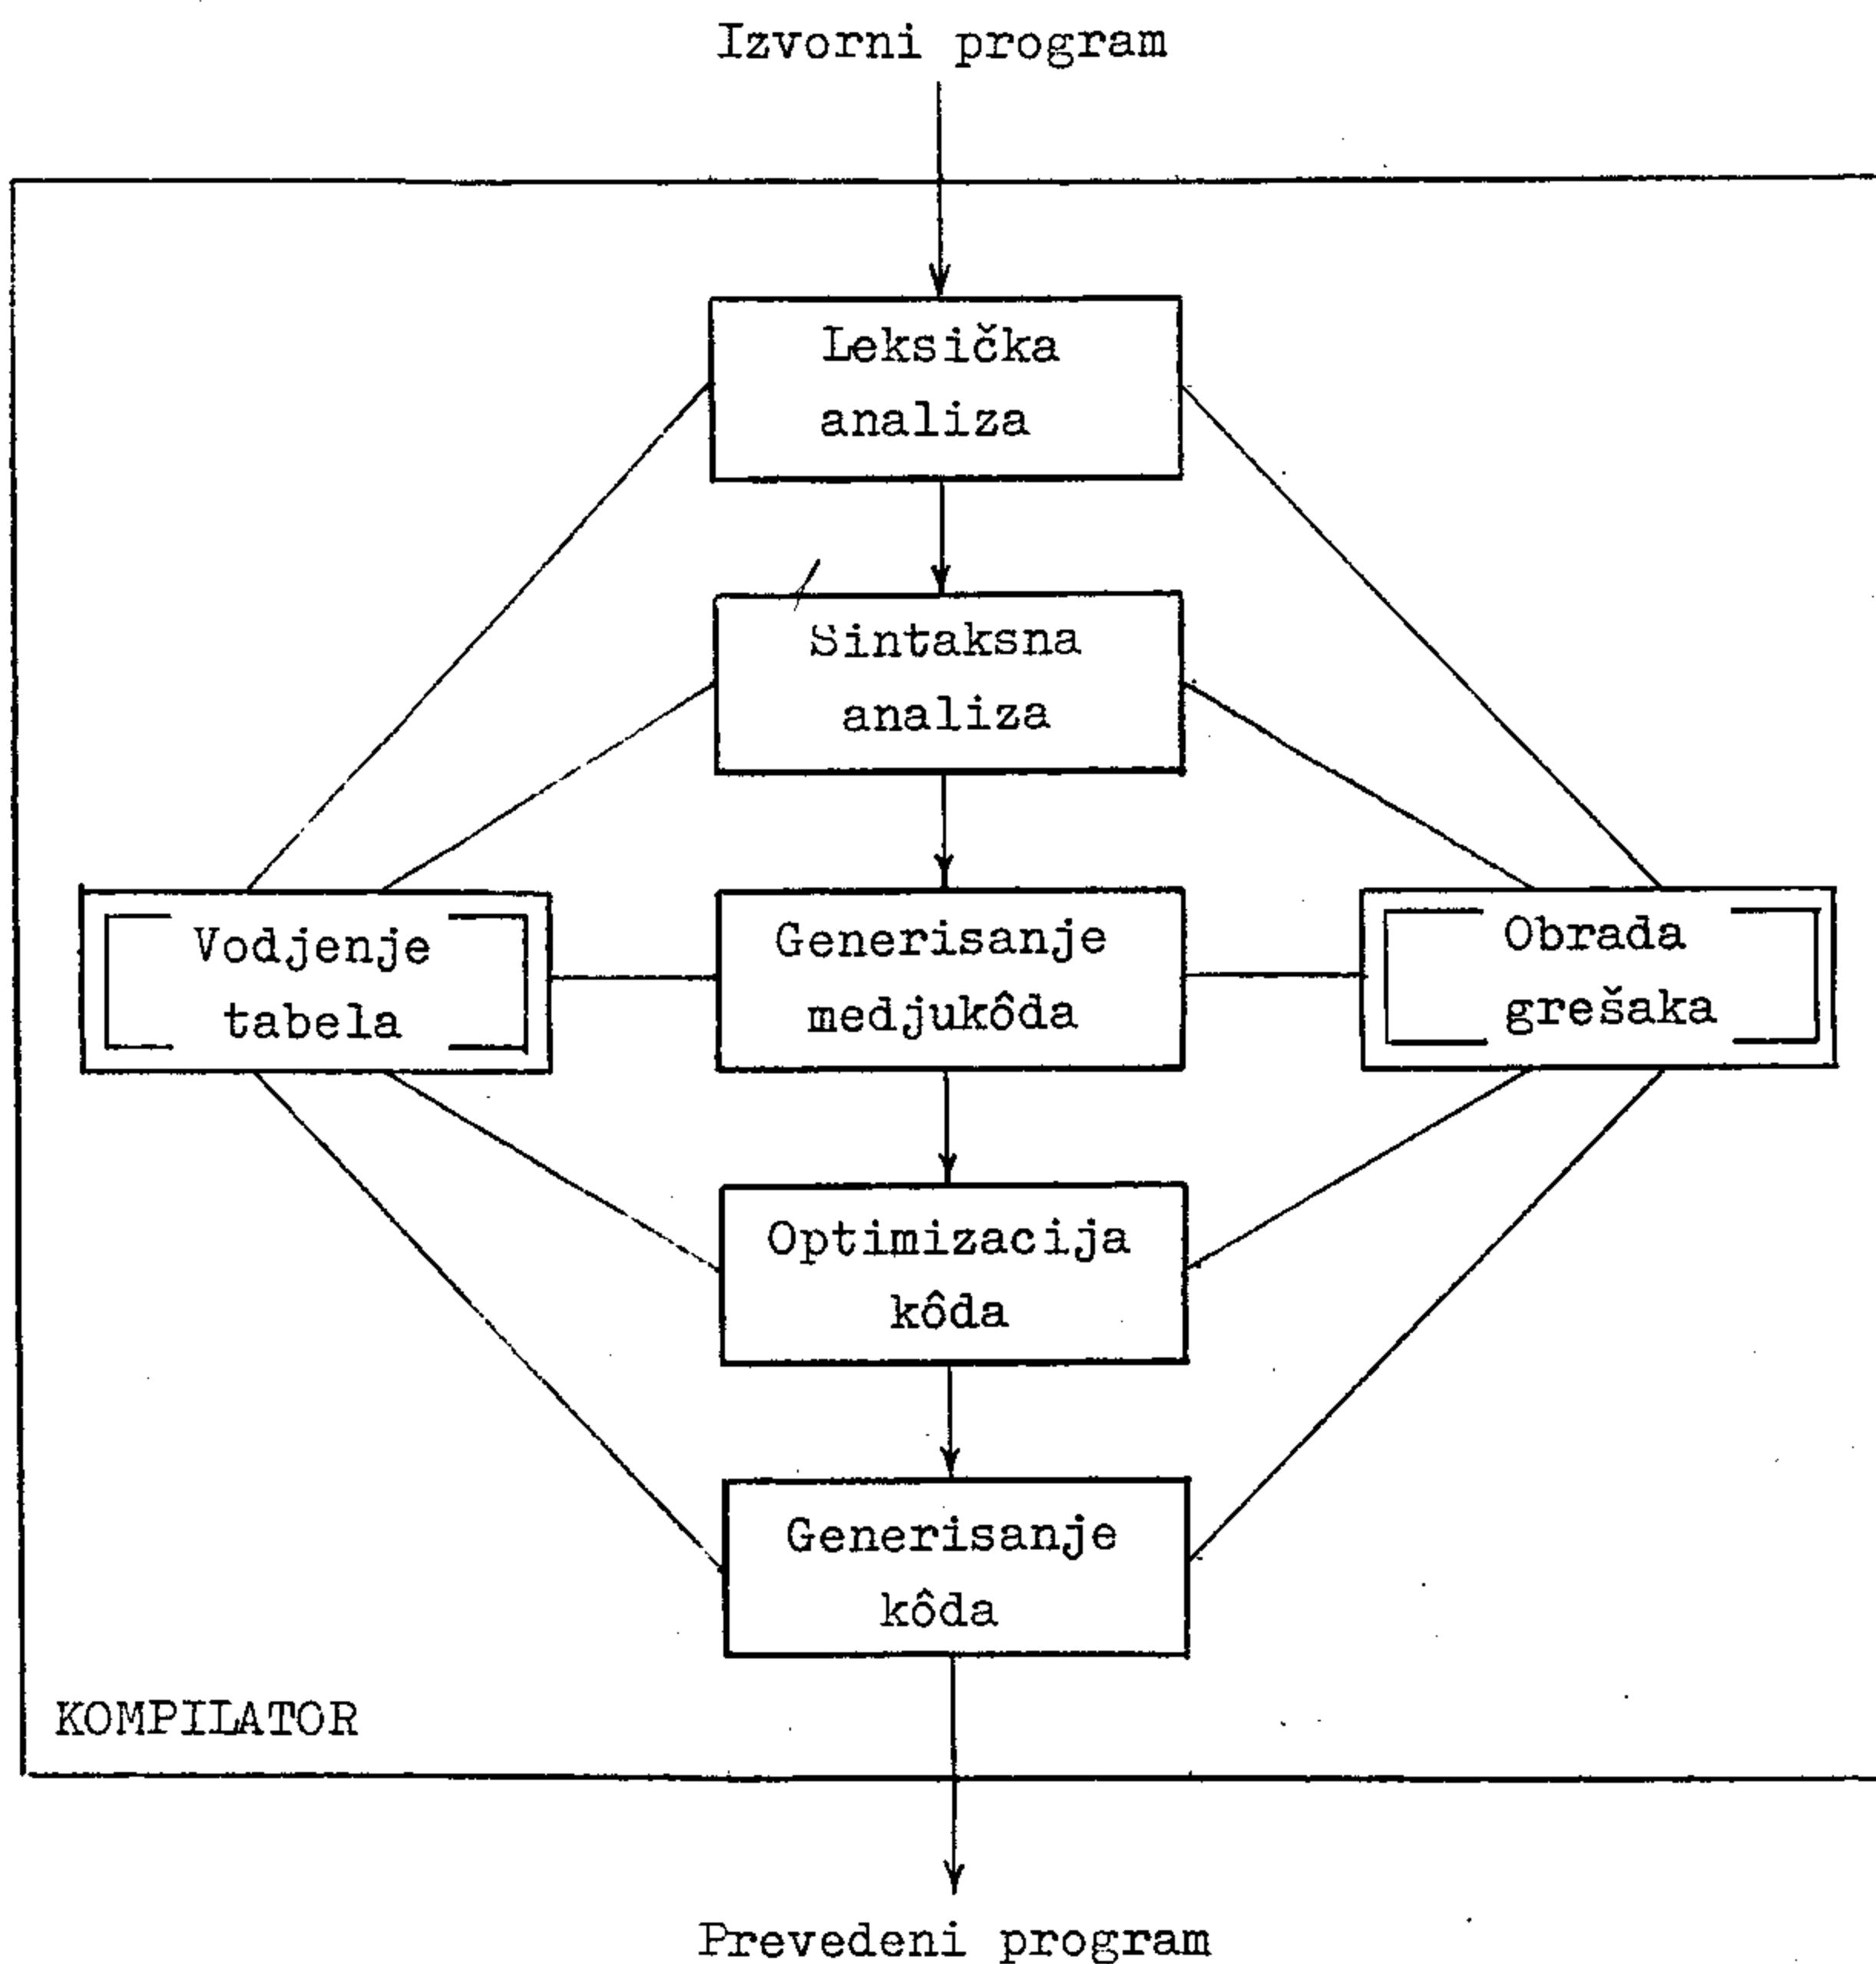 Izvorni program
Leksička
analiza
Sintaksna
analiza
Vodjenje
tabela
Generisanje
medjukôda
Obrada
grešaka
Optimizacija
kôda
Generisanje
kôda
KOMPILATOR
Prevedeni program